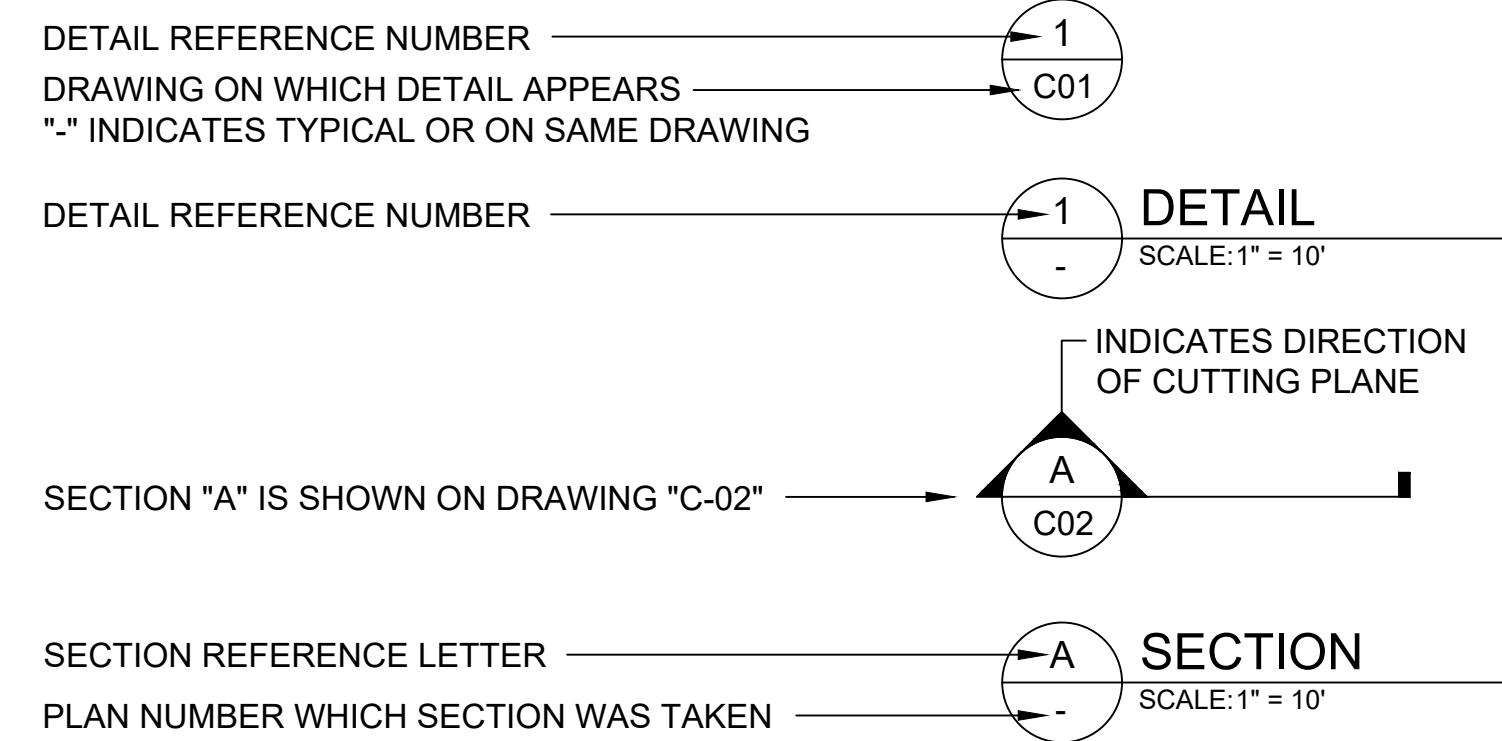 DETAIL REFERENCE NUMBER
1
DRAWING ON WHICH DETAIL APPEARS
C01
"-" INDICATES TYPICAL OR ON SAME DRAWING
DETAIL REFERENCE NUMBER
1
DETAIL
-
SCALE:1" = 10'
INDICATES DIRECTION
OF CUTTING PLANE
A
SECTION "A" IS SHOWN ON DRAWING "C-02"
C02
SECTION REFERENCE LETTER
A
SECTION
PLAN NUMBER WHICH SECTION WAS TAKEN
-
SCALE:1" = 10'